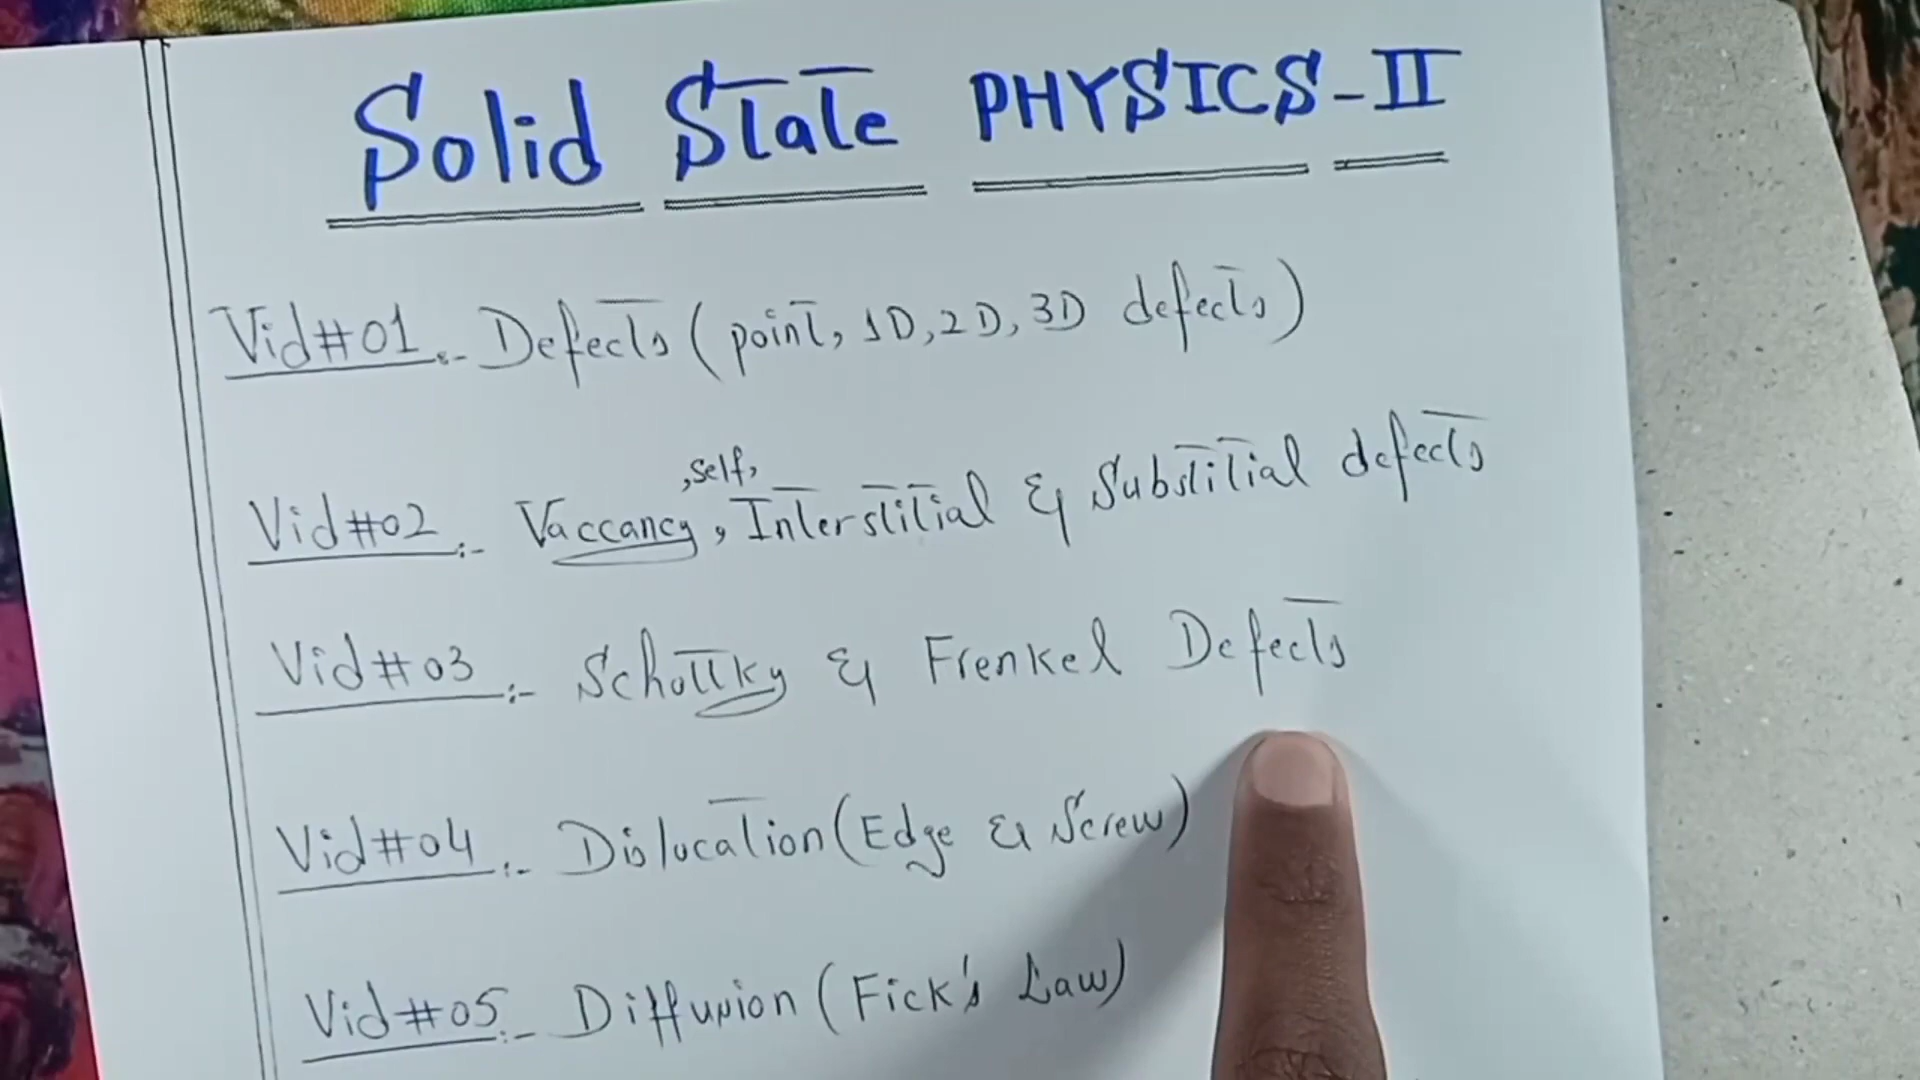 Solid State PHYSICS-II
Vid#01:- Defects (point, 1D, 2D, 3D defects)
, self,
Vid#02:- Vaccancy, Interstitial & Substitial defects
Vid#03:- Schottky & Frenkel Defects
Vid#04:- Dislocation (Edge & Screw)
Vid#05:- Diffusion (Fick's Law)